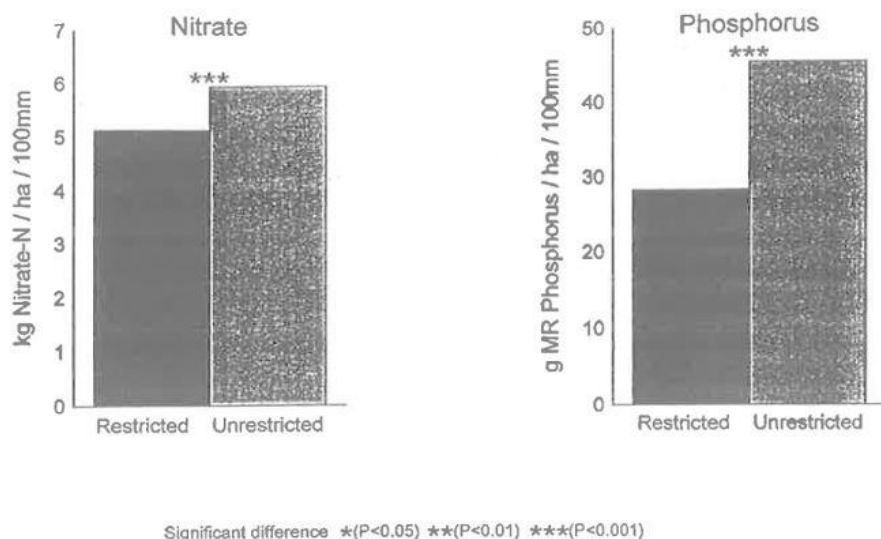 Nitrate
kg Nitrate-N / ha / 100mm
7
6
5
4
3
2
1
0
***
Restricted Unrestricted
Phosphorus
g MR Phosphorus / ha / 100mm
50
40
30
20
10
0
***
Restricted Unrestricted
Significant difference *(P<0.05) **(P<0.01) ***(P<0.001)